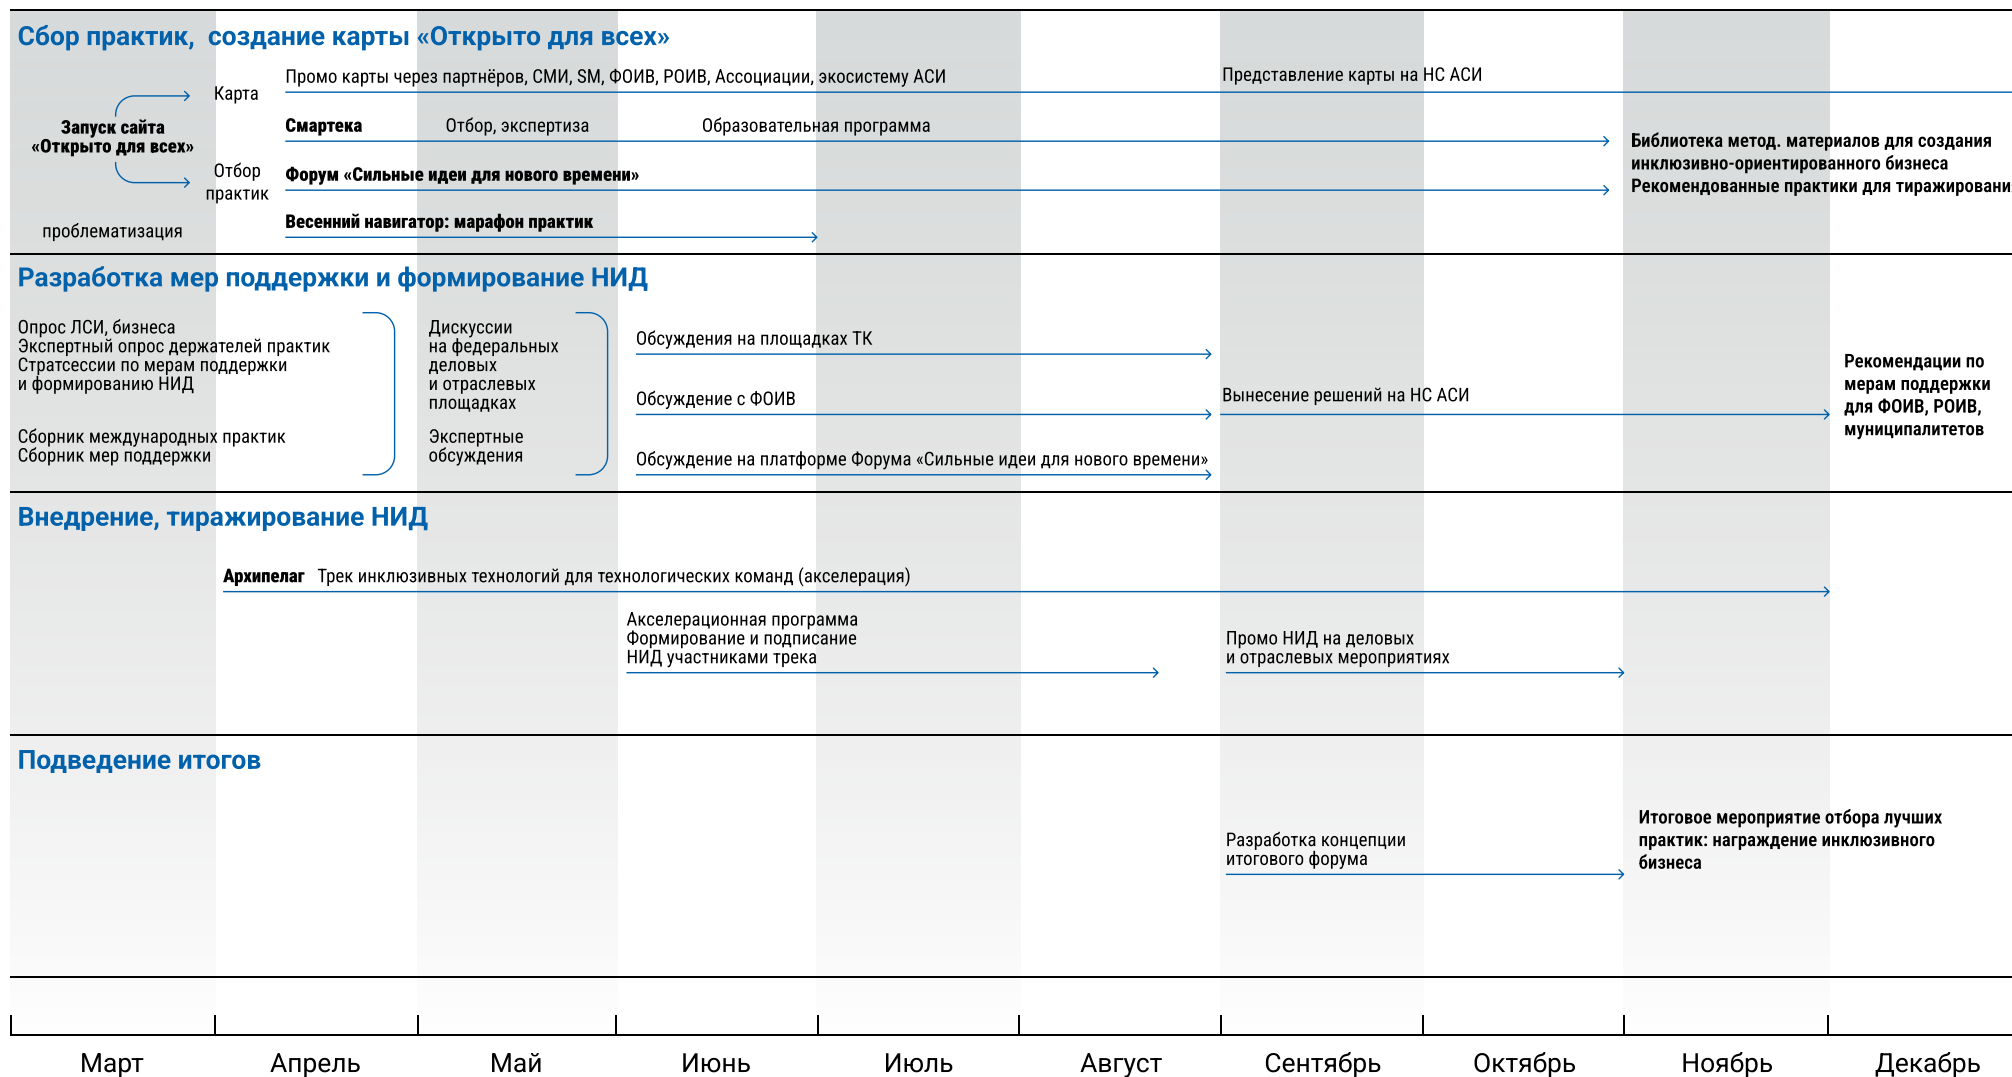 Сбор практик, создание карты «Открыто для всех»
Промо карты через партнёров, СМИ, SM, ФОИВ, РОИВ, Ассоциации, экосистему АСИ
Представление карты на НС АСИ
Карта
Запуск сайта
«Открыто для всех»
Смартека
Отбор, экспертиза
Образовательная программа
Библиотека метод. материалов для создания
инклюзивно-ориентированного бизнеса
Рекомендованные практики для тиражировани
Отбор
практик
Форум «Сильные идеи для нового времени»
Весенний навигатор: марафон практик
проблематизация
Разработка мер поддержки и формирование НИД
Опрос ЛСИ, бизнеса
Экспертный опрос держателей практик
Стратсессии по мерам поддержки
и формированию НИД
Сборник международных практик
Сборник мер поддержки
Дискуссии
на федеральных
деловых
и отраслевых
площадках
Экспертные
обсуждения
Обсуждения на площадках ТК
Обсуждение с ФОИВ
Обсуждение на платформе Форума «Сильные идеи для нового времени»
Вынесение решений на НС АСИ
Рекомендации по
мерам поддержки
для ФОИВ, РОИВ,
муниципалитетов
Внедрение, тиражирование НИД
Архипелаг Трек инклюзивных технологий для технологических команд (акселерация)
Акселерационная программа
Формирование и подписание
НИД участниками трека
Промо НИД на деловых
и отраслевых мероприятиях
Подведение итогов
Разработка концепции
итогового форума
Итоговое мероприятие отбора лучших
практик: награждение инклюзивного
бизнеса
Март
Апрель
Май
Июнь
Июль
Август
Сентябрь
Октябрь
Ноябрь
Декабрь